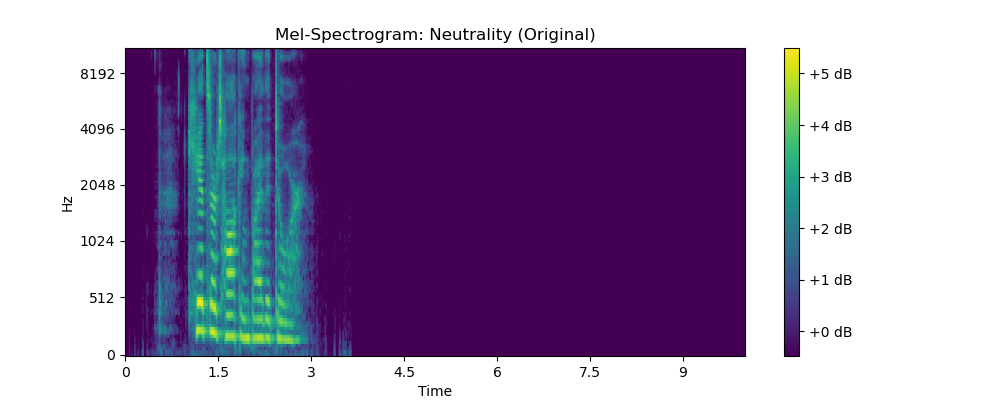 Mel-Spectrogram: Neutrality (Original)
8192
4096
2048
1024
512
0
Hz
0 1.5 3 4.5 6 7.5 9
Time
+5 dB
+4 dB
+3 dB
+2 dB
+1 dB
+0 dB